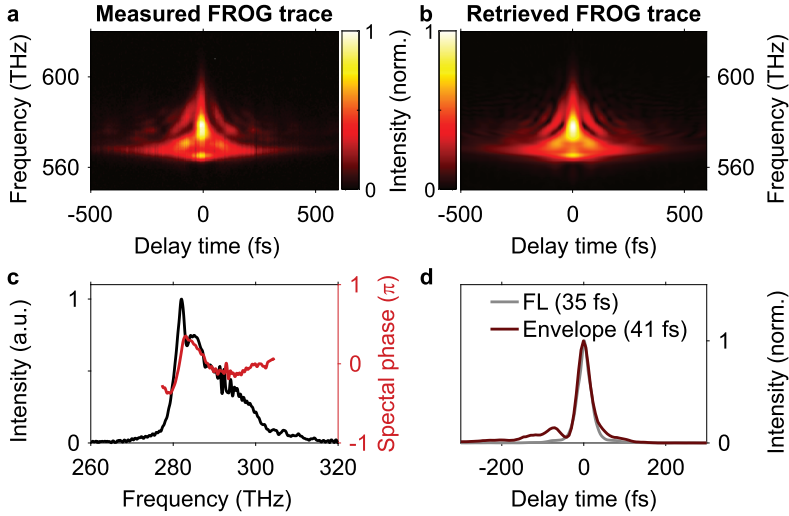 a Measured FROG trace
Frequency (THz)
600
560
-500 0 500
Delay time (fs)
1
0
Intensity (norm.)
b Retrieved FROG trace
1
0
600
560
Frequency (THz)
-500 0 500
Delay time (fs)
c
Intensity (a.u.)
1
0
260 280 300 320
Frequency (THz)
1
0
-1
Spectal phase (π)
d
FL (35 fs)
Envelope (41 fs)
1
0
Intensity (norm.)
-200 0 200
Delay time (fs)